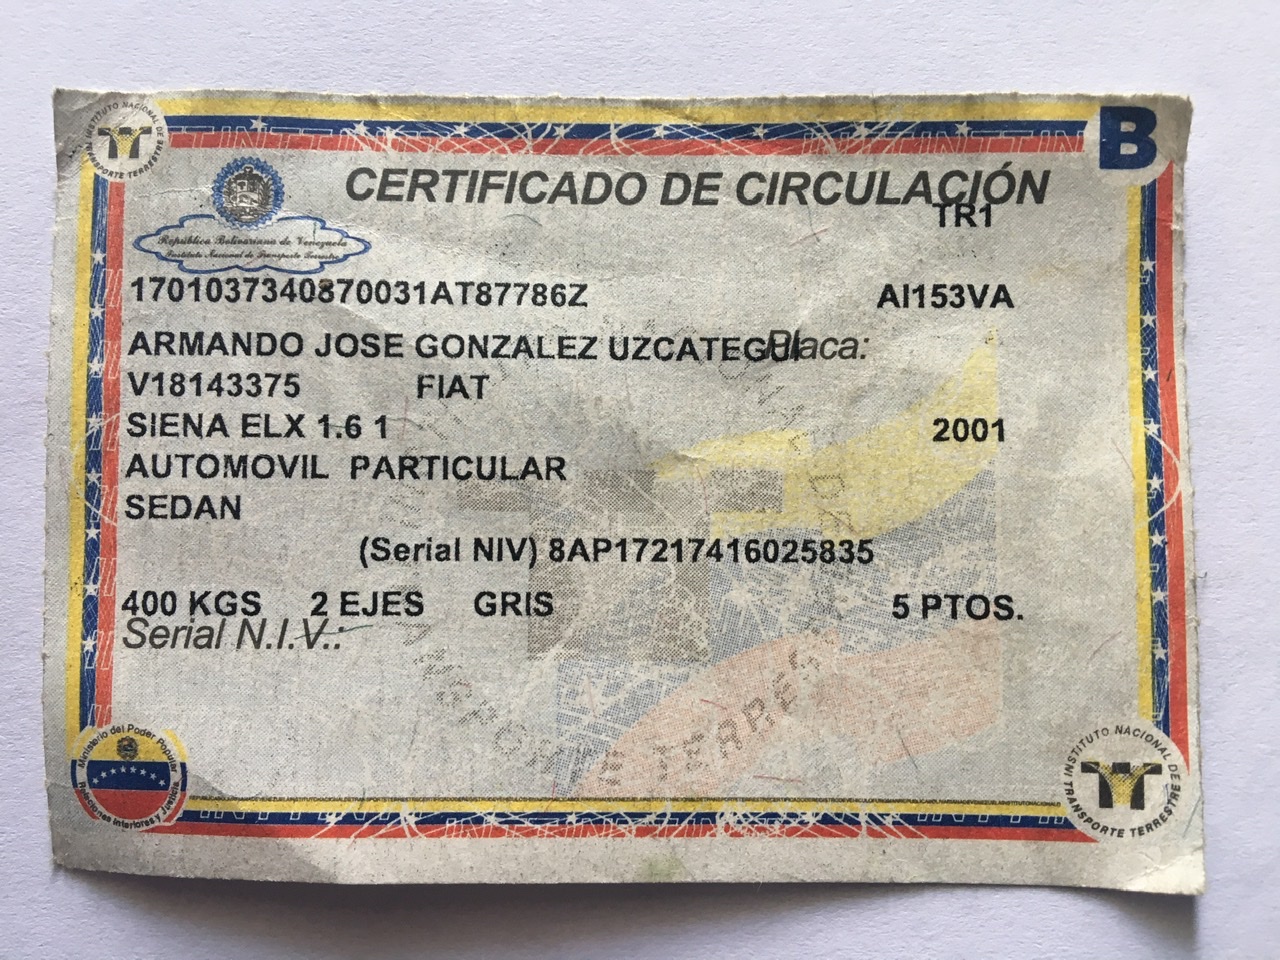 INSTITUTO NACIONAL DE TRANSPORTE TERRESTRE
B
CERTIFICADO DE CIRCULACIÓN
TR1
República Bolivariana de Venezuela
Instituto Nacional de Transporte Terrestre
1701037340870031AT87786Z AI153VA
ARMANDO JOSE GONZALEZ UZCATEGUI Placa:
V18143375 FIAT
SIENA ELX 1.6 1 2001
AUTOMOVIL PARTICULAR
SEDAN
(Serial NIV) 8AP17217416025835
400 KGS 2 EJES GRIS 5 PTOS.
Serial N.I.V.:
Ministerio del Poder Popular
Relaciones Interiores y Justicia
INSTITUTO NACIONAL DE TRANSPORTE TERRESTRE